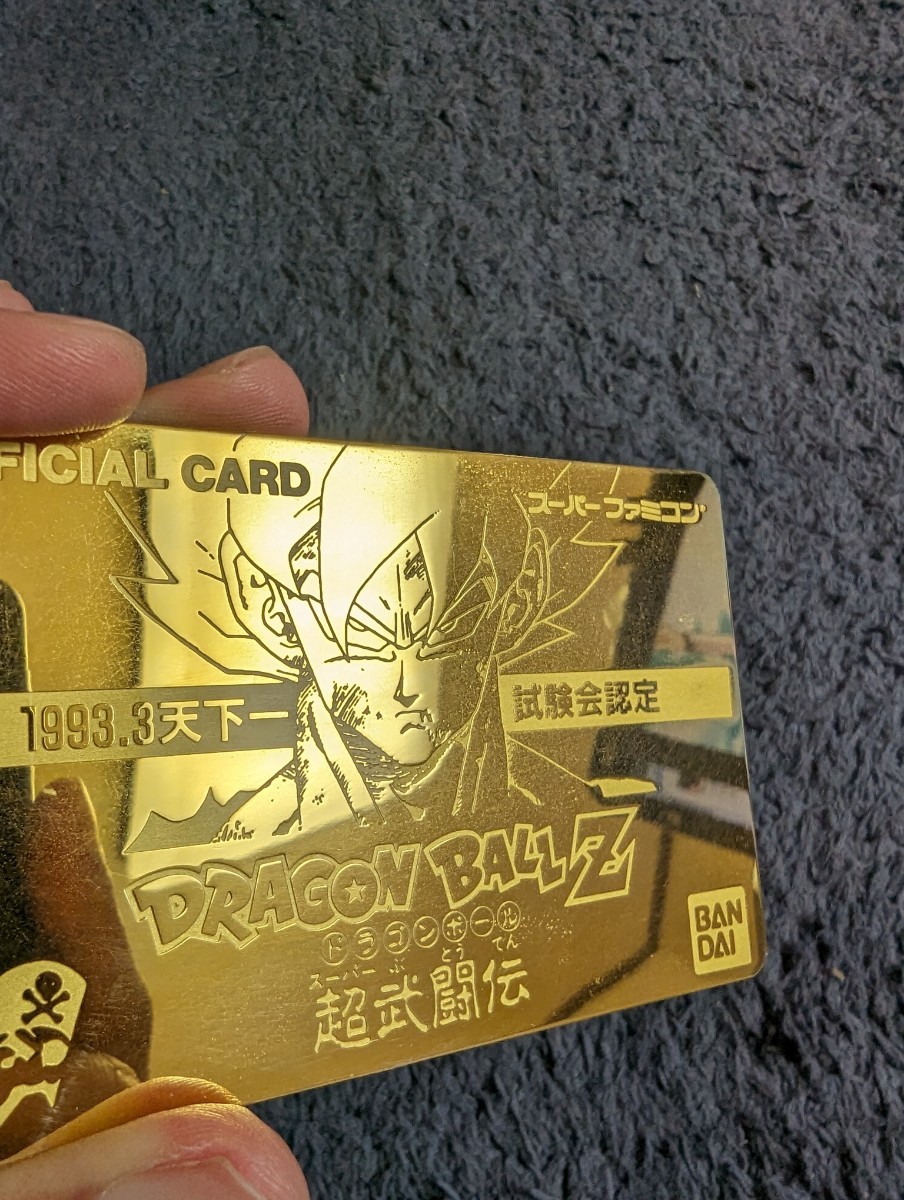 FICIAL CARD
スーパーファミコン
1993.3天下一
試験会認定
DRAGON BALL Z
ドラゴンボール
スーパー ぶ とう でん
超武闘伝
BAN
DAI